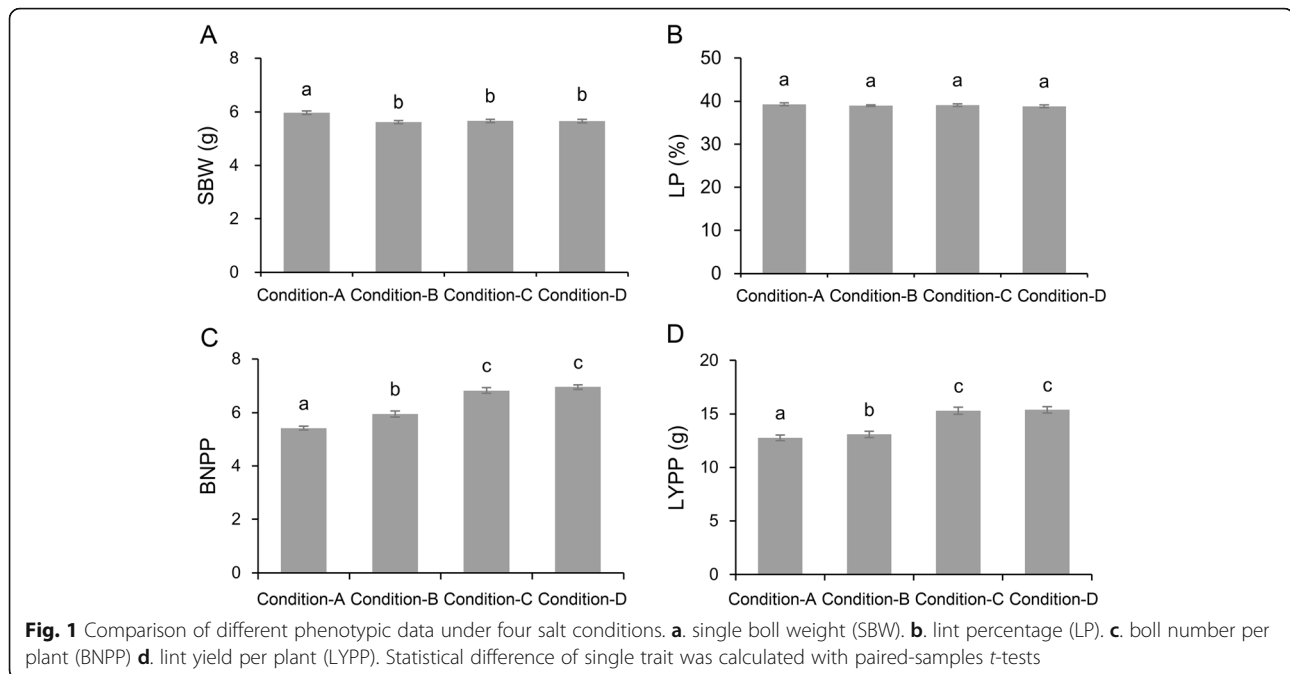 A
8
6
4
2
0
SBW (g)
a
b
b
b
Condition-A Condition-B Condition-C Condition-D
B
50
40
30
20
10
0
LP (%)
a
a
a
a
Condition-A Condition-B Condition-C Condition-D
C
8
6
4
2
0
BNPP
a
b
c
c
Condition-A Condition-B Condition-C Condition-D
D
20
15
10
5
0
LYPP (g)
a
b
c
c
Condition-A Condition-B Condition-C Condition-D
Fig. 1 Comparison of different phenotypic data under four salt conditions. a. single boll weight (SBW). b. lint percentage (LP). c. boll number per
plant (BNPP) d. lint yield per plant (LYPP). Statistical difference of single trait was calculated with paired-samples t-tests